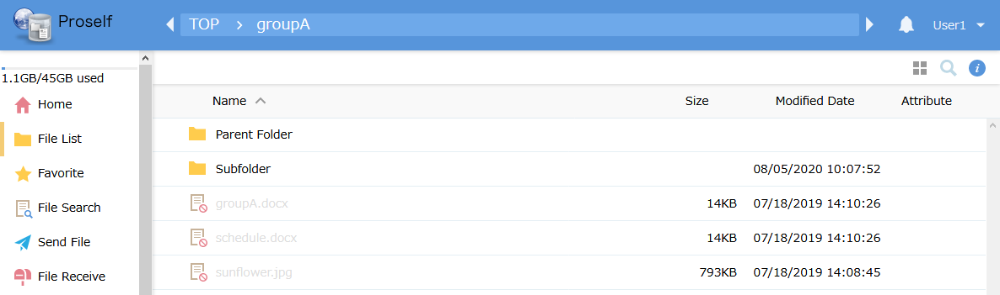 Proself
TOP > groupA
User1
1.1GB/45GB used
Home
File List
Favorite
File Search
Send File
File Receive
Name Size Modified Date Attribute
Parent Folder
Subfolder 08/05/2020 10:07:52
groupA.docx 14KB 07/18/2019 14:10:26
schedule.docx 14KB 07/18/2019 14:10:26
sunflower.jpg 793KB 07/18/2019 14:08:45